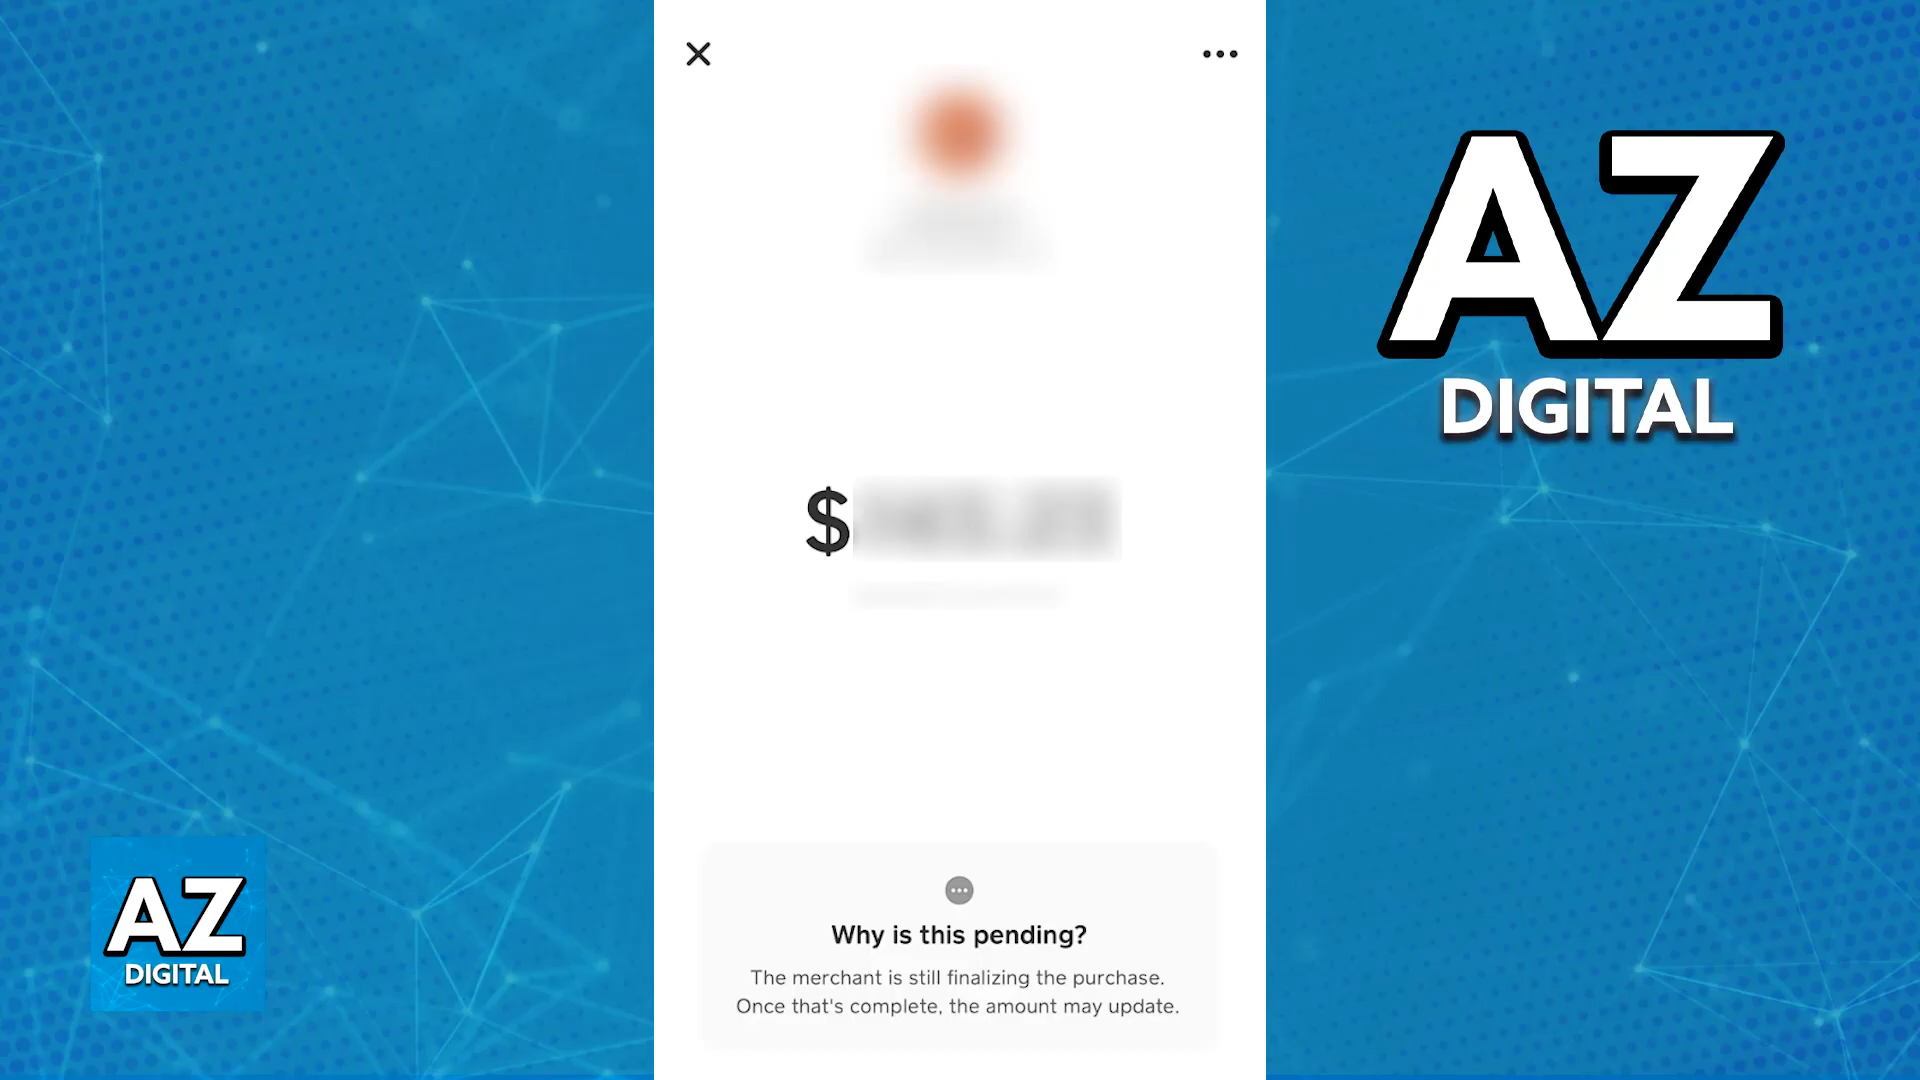 AZ
DIGITAL
$
Why is this pending?
The merchant is still finalizing the purchase.
Once that's complete, the amount may update.
AZ
DIGITAL